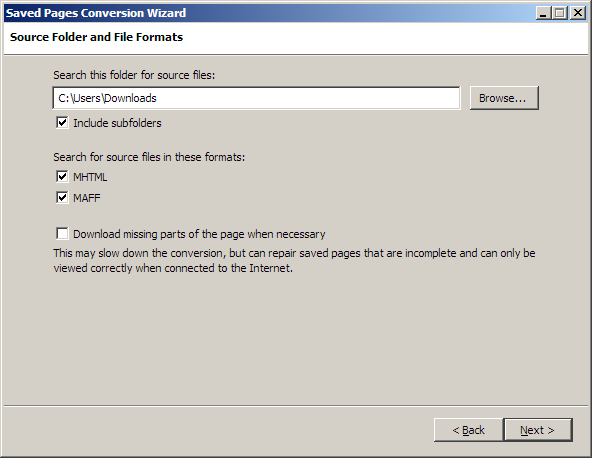 Saved Pages Conversion Wizard
Source Folder and File Formats
Search this folder for source files:
C:\Users\Downloads
Browse...
Include subfolders
Search for source files in these formats:
MHTML
MAFF
Download missing parts of the page when necessary
This may slow down the conversion, but can repair saved pages that are incomplete and can only be
viewed correctly when connected to the Internet.
< Back
Next >